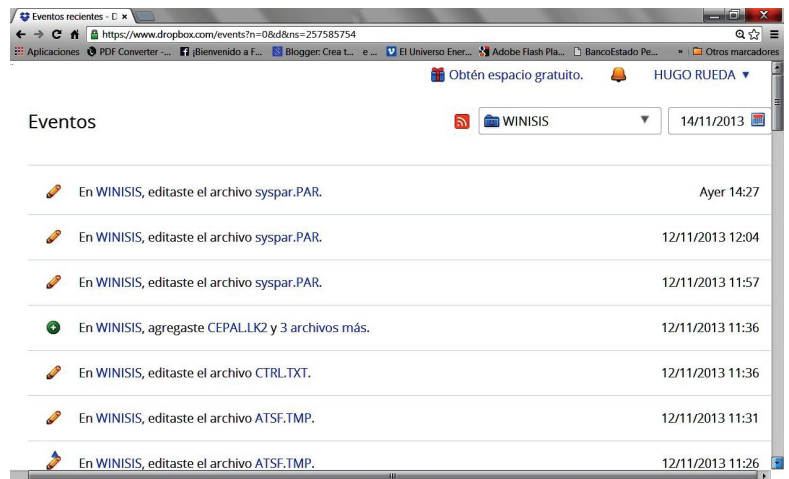 Eventos recientes - D
https://www.dropbox.com/events?n=0&d&ns=257585754
Aplicaciones PDF Converter -... ¡Bienvenido a F... Blogger: Crea t... e ... El Universo Ener... Adobe Flash Pla... BancoEstado Pe... » Otros marcadores
Obtén espacio gratuito. HUGO RUEDA
Eventos WINISIS 14/11/2013
En WINISIS, editaste el archivo syspar.PAR. Ayer 14:27
En WINISIS, editaste el archivo syspar.PAR. 12/11/2013 12:04
En WINISIS, editaste el archivo syspar.PAR. 12/11/2013 11:57
En WINISIS, agregaste CEPAL.LK2 y 3 archivos más. 12/11/2013 11:36
En WINISIS, editaste el archivo CTRL.TXT. 12/11/2013 11:36
En WINISIS, editaste el archivo ATSF.TMP. 12/11/2013 11:31
En WINISIS, editaste el archivo ATSF.TMP. 12/11/2013 11:26